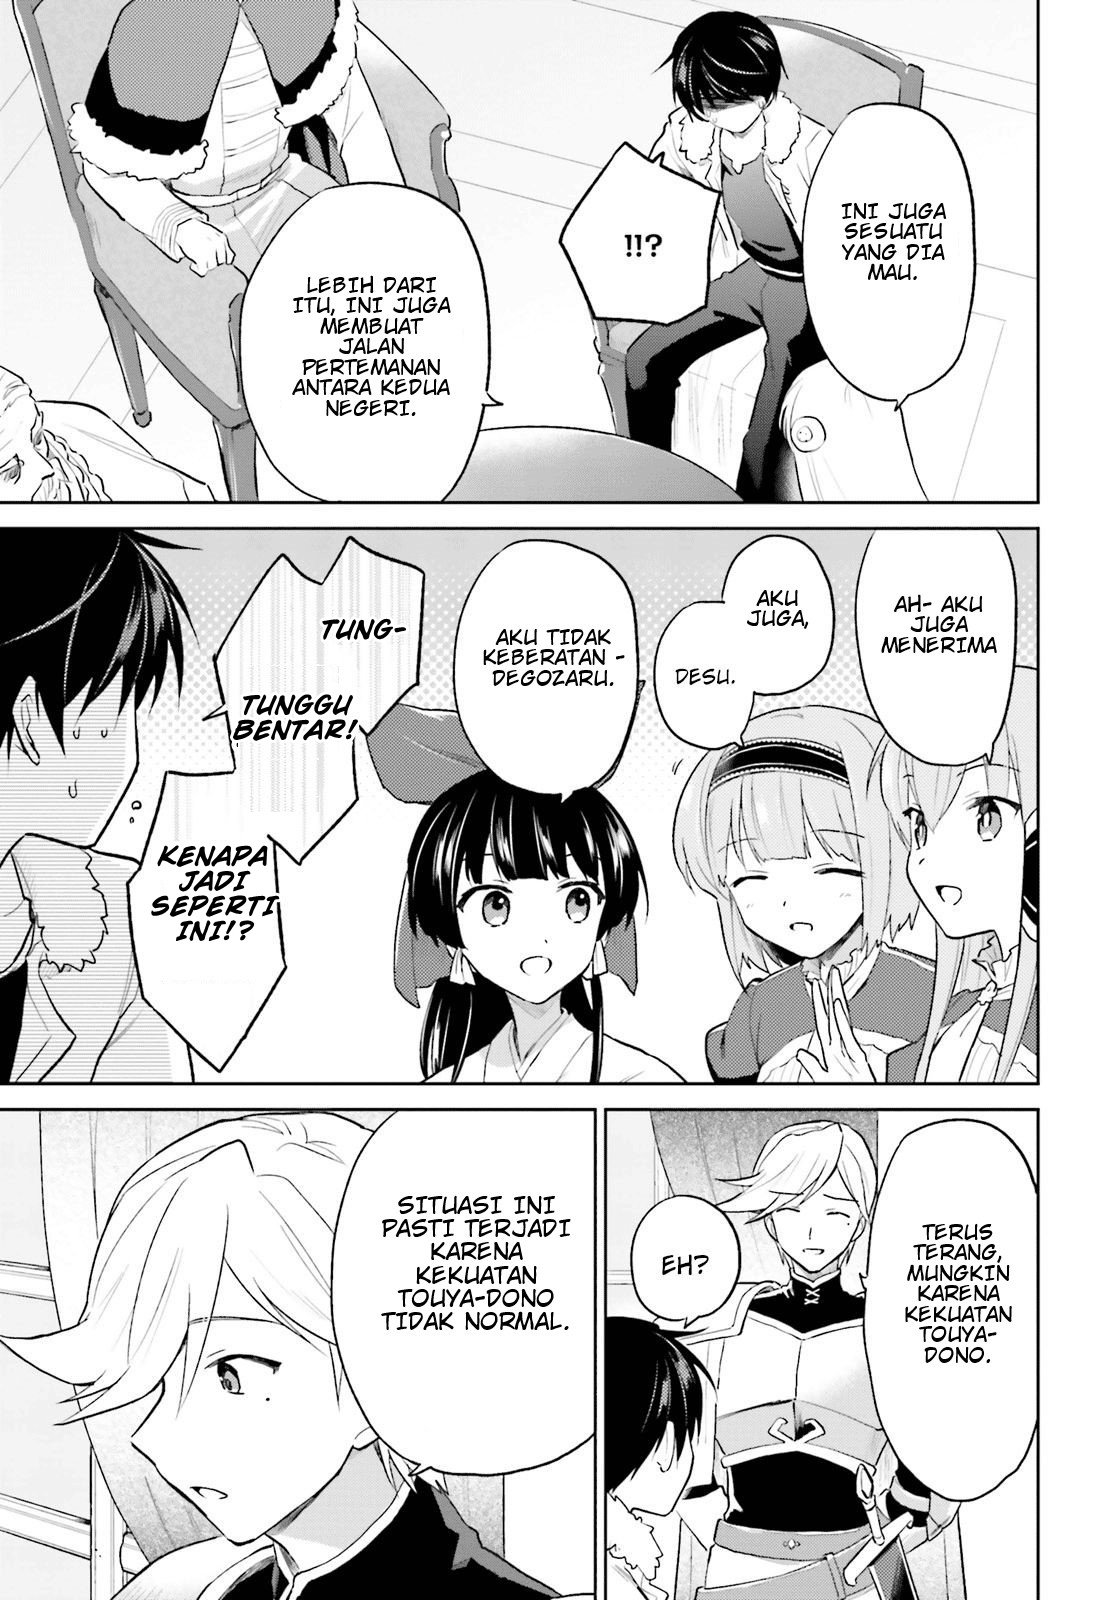 INI JUGA
SESUATU
YANG DIA
MAU.
!!?
LEBIH DARI
ITU, INI JUGA
MEMBUAT
JALAN
PERTEMANAN
ANTARA KEDUA
NEGERI.
AH- AKU
JUGA
MENERIMA
AKU
JUGA,
DESU.
AKU TIDAK
KEBERATAN -
DEGOZARU.
TUNG-
TUNGGU
BENTAR!
KENAPA
JADI
SEPERTI
INI!?
TERUS
TERANG,
MUNGKIN
KARENA
KEKUATAN
TOUYA-
DONO.
EH?
SITUASI INI
PASTI TERJADI
KARENA
KEKUATAN
TOUYA-DONO
TIDAK NORMAL.